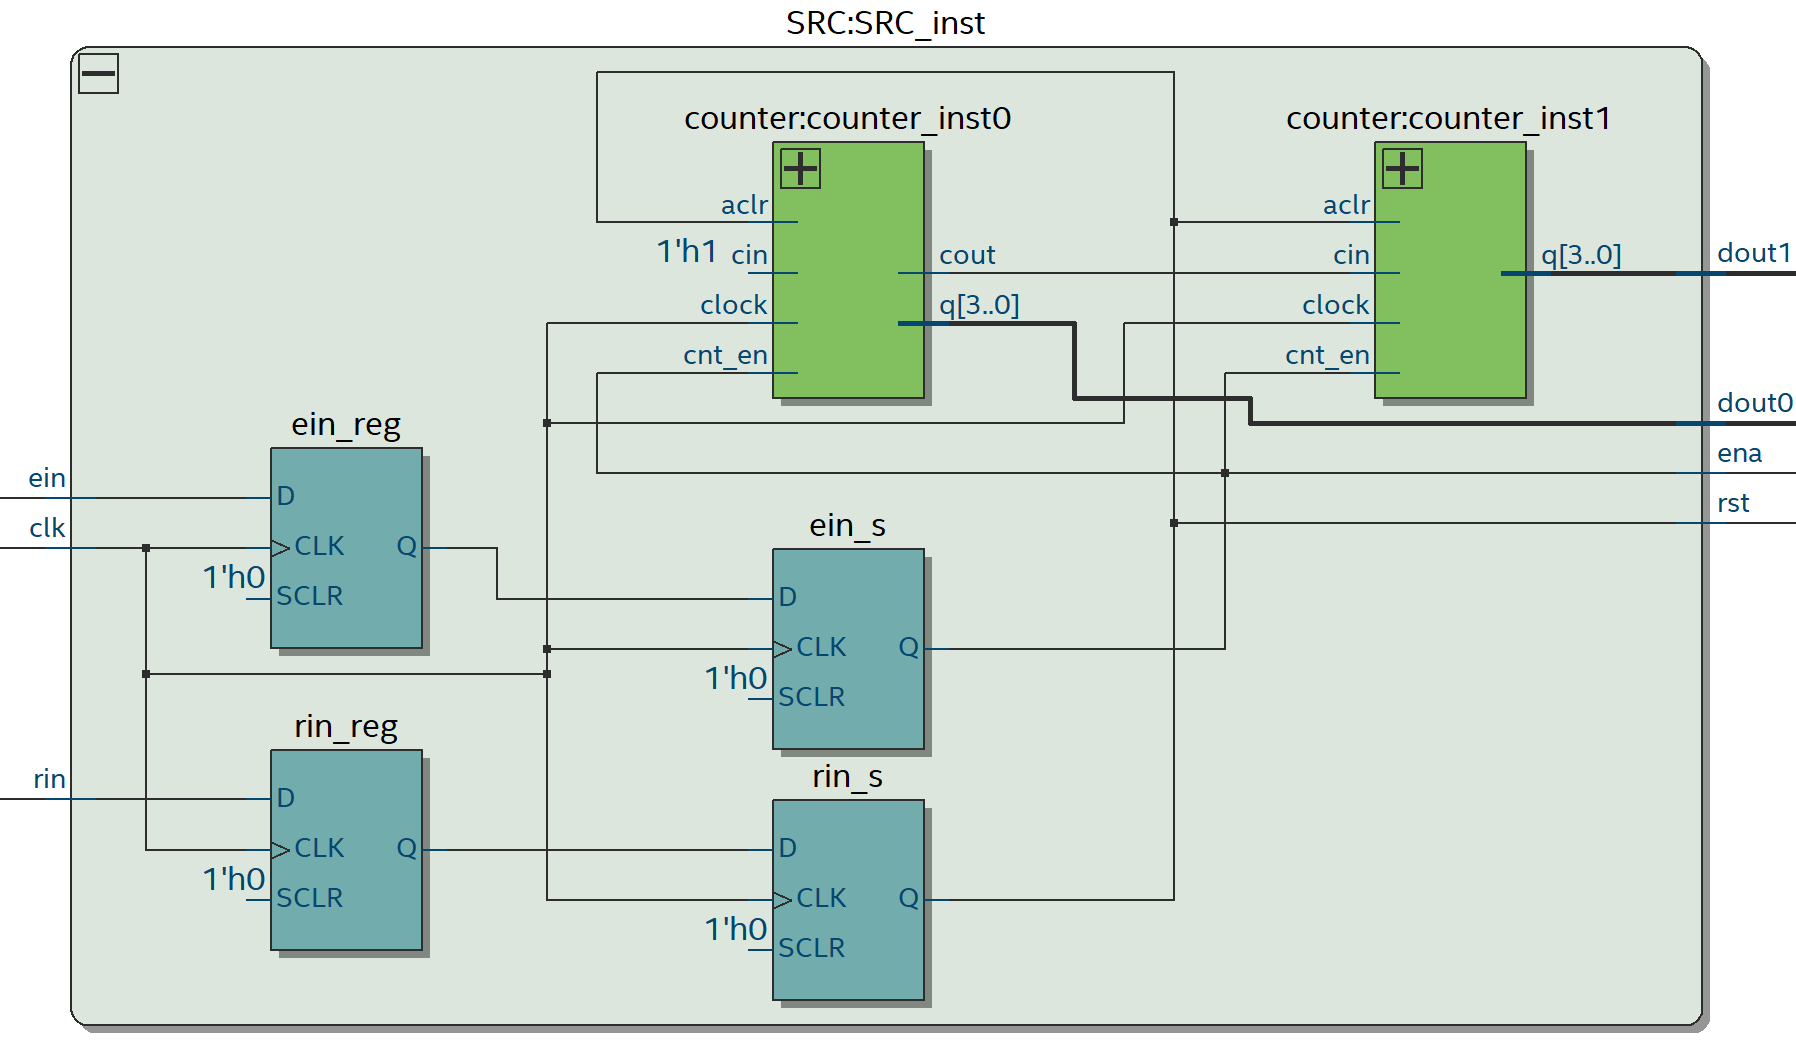 SRC:SRC_inst
counter:counter_inst0
counter:counter_inst1
aclr
1'h1 cin
clock
cnt_en
cout
q[3..0]
aclr
cin
clock
cnt_en
q[3..0]
dout1
dout0
ena
rst
ein
clk
rin
ein_reg
D
CLK Q
1'h0
SCLR
ein_s
D
CLK Q
1'h0
SCLR
rin_reg
D
CLK Q
1'h0
SCLR
rin_s
D
CLK Q
1'h0
SCLR